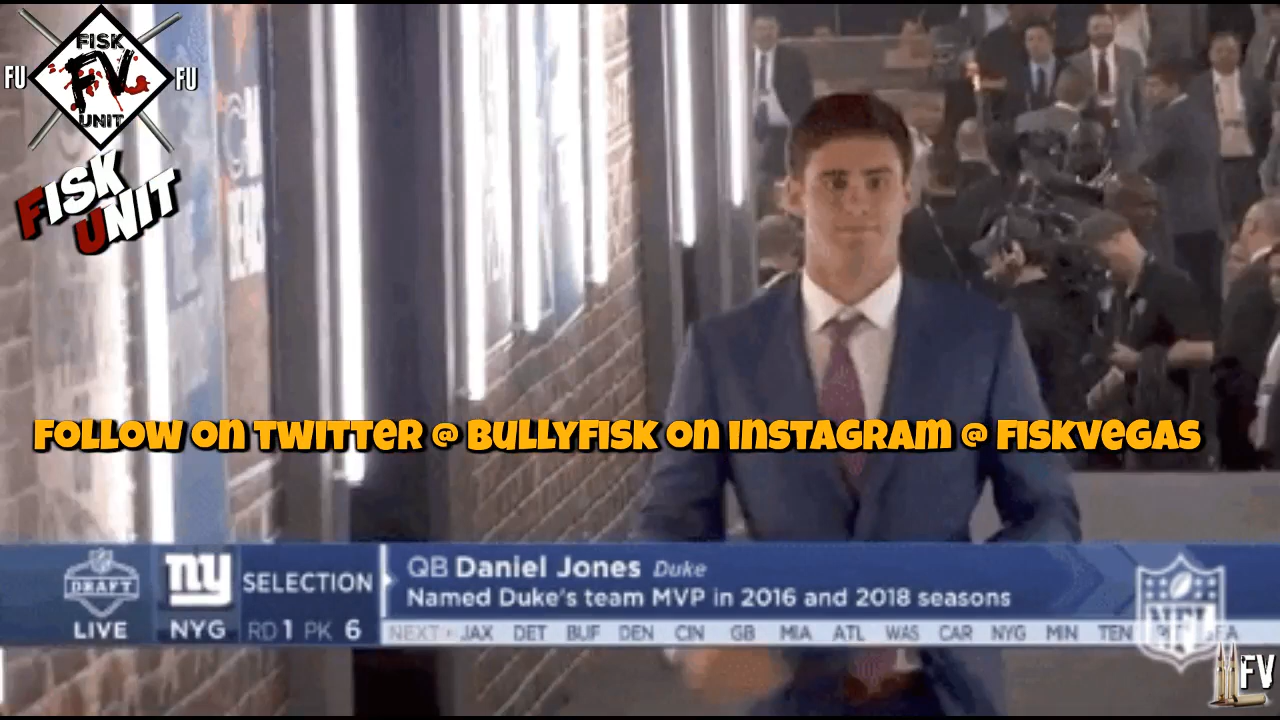 FISK
FV
UNIT
FU
FU
FISK
UNIT
FOLLOW ON TWITTER @ BULLYFISK ON INSTAGRAM @ FISKVEGAS
DRAFT
LIVE
ny
NYG
SELECTION
RD 1 PK 6
QB Daniel Jones Duke
Named Duke's team MVP in 2016 and 2018 seasons
NEXT JAX DET BUF DEN CIN GB MIA ATL WAS CAR NYG MIN TEN
NFL
FV